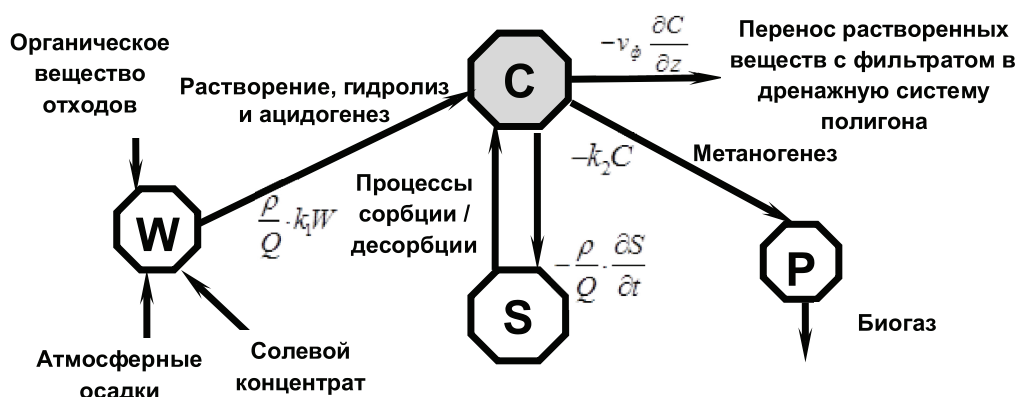 Органическое
вещество
отходов
Растворение, гидролиз
и ацидогенез
W
ρ/Q · k₁W
Атмосферные
осадки
Солевой
концентрат
C
Процессы
сорбции /
десорбции
S
−ρ/Q · ∂S/∂t
−v_ф ∂C/∂z
Перенос растворенных
веществ с фильтратом в
дренажную систему
полигона
−k₂C
Метаногенез
P
Биогаз